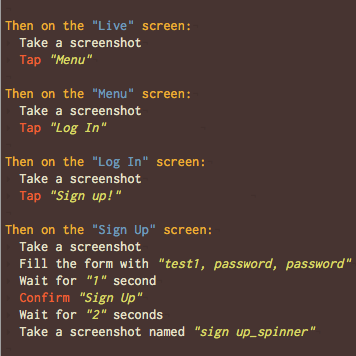 Then on the "Live" screen:
Take a screenshot
Tap "Menu"
Then on the "Menu" screen:
Take a screenshot
Tap "Log In"
Then on the "Log In" screen:
Take a screenshot
Tap "Sign up!"
Then on the "Sign Up" screen:
Take a screenshot
Fill the form with "test1, password, password"
Wait for "1" second
Confirm "Sign Up"
Wait for "2" seconds
Take a screenshot named "sign up_spinner"